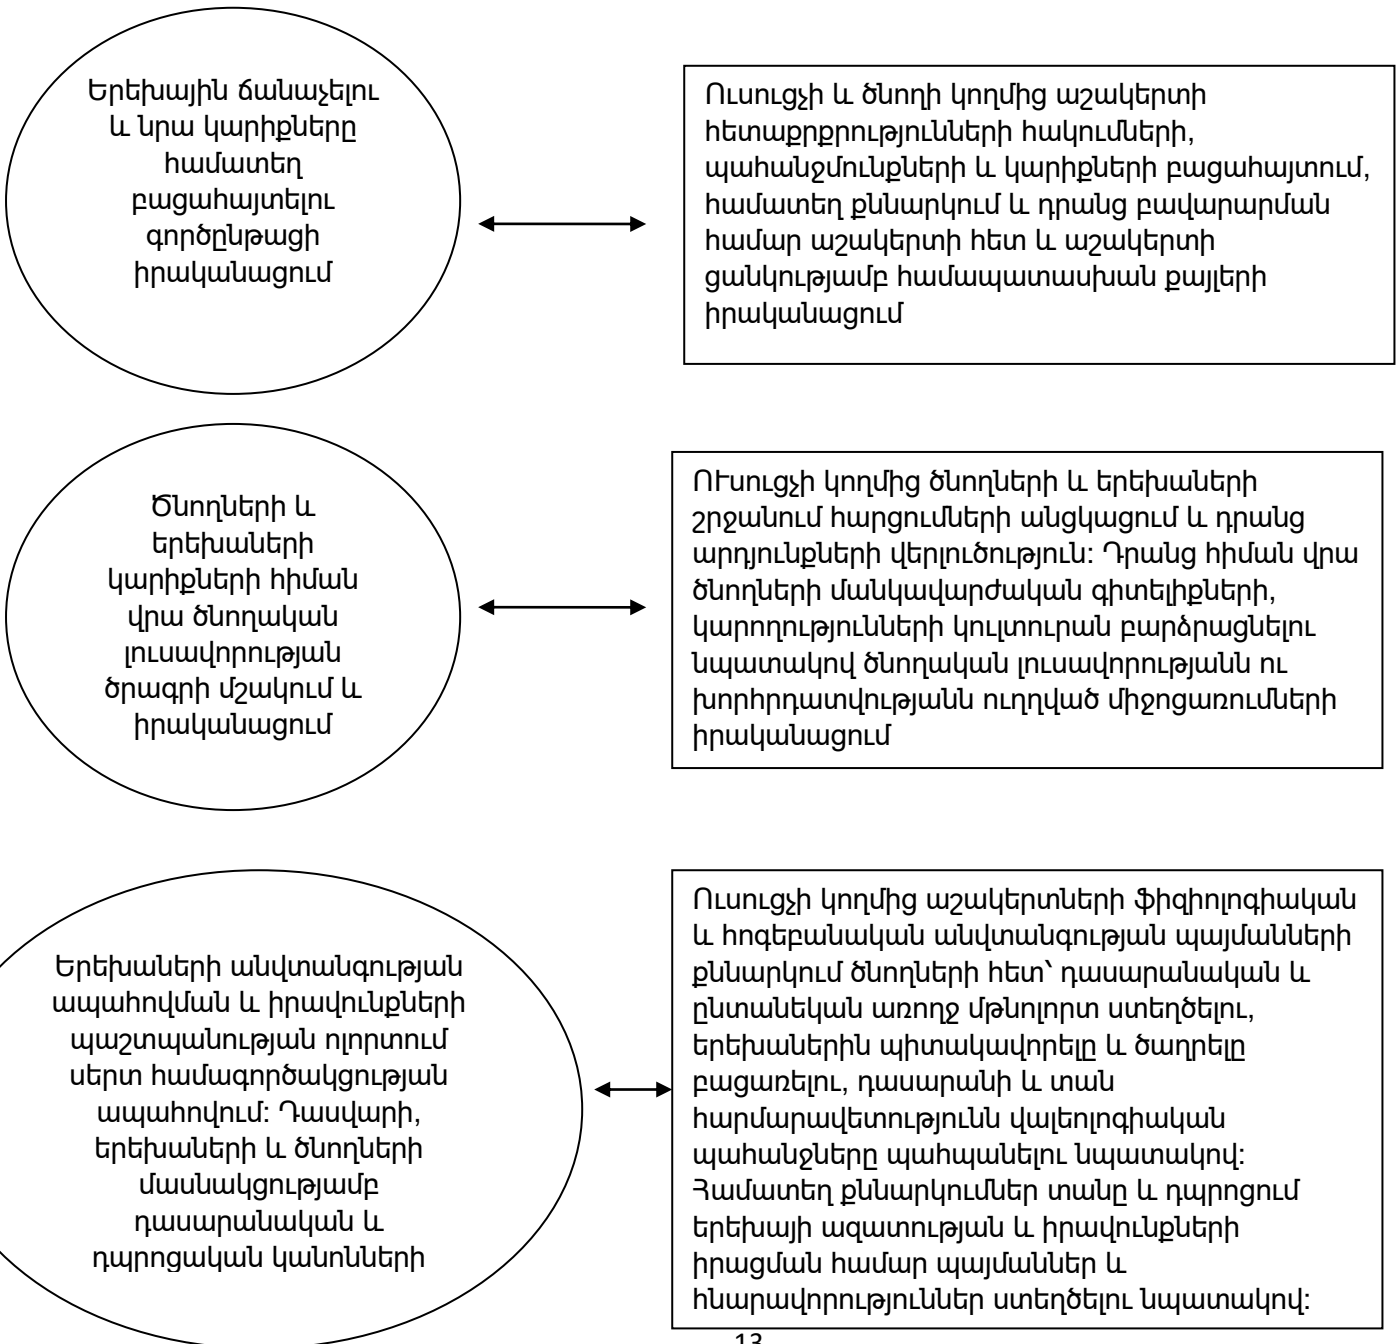 Երեխային ճանաչելու
և նրա կարիքները
համատեղ
բացահայտելու
գործընթացի
իրականացում
Ուսուցչի և ծնողի կողմից աշակերտի
հետաքրքրությունների հակումների,
պահանջմունքների և կարիքների բացահայտում,
համատեղ քննարկում և դրանց բավարարման
համար աշակերտի հետ և աշակերտի
ցանկությամբ համապատասխան քայլերի
իրականացում
Ծնողների և
երեխաների
կարիքների հիման
վրա ծնողական
լուսավորության
ծրագրի մշակում և
իրականացում
ՈՒսուցչի կողմից ծնողների և երեխաների
շրջանում հարցումների անցկացում և դրանց
արդյունքների վերլուծություն: Դրանց հիման վրա
ծնողների մանկավարժական գիտելիքների,
կարողությունների կուլտուրան բարձրացնելու
նպատակով ծնողական լուսավորությանն ու
խորհրդատվությանն ուղղված միջոցառումների
իրականացում
Երեխաների անվտանգության
ապահովման և իրավունքների
պաշտպանության ոլորտում
սերտ համագործակցության
ապահովում: Դասվարի,
երեխաների և ծնողների
մասնակցությամբ
դասարանական և
դպրոցական կանոնների
Ուսուցչի կողմից աշակերտների ֆիզիոլոգիական
և հոգեբանական անվտանգության պայմանների
քննարկում ծնողների հետ՝ դասարանական և
ընտանեկան առողջ մթնոլորտ ստեղծելու,
երեխաներին պիտակավորելը և ծաղրելը
բացառելու, դասարանի և տան
հարմարավետությունն վալեոլոգիական
պահանջները պահպանելու նպատակով:
Համատեղ քննարկումներ տանը և դպրոցում
երեխայի ազատության և իրավունքների
իրացման համար պայմաններ և
հնարավորություններ ստեղծելու նպատակով:
13